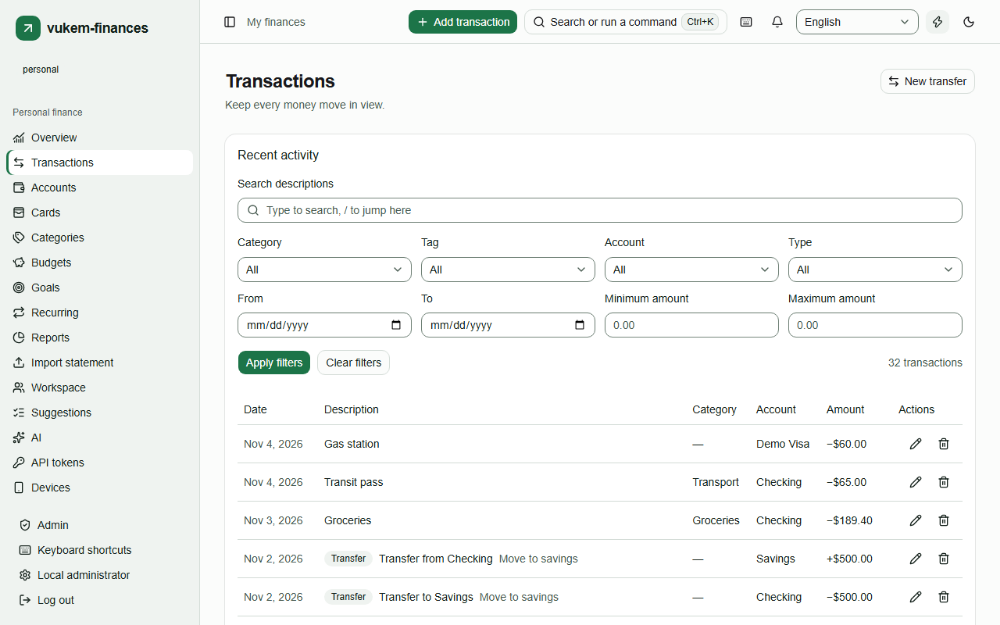 vukem-finances
personal
Personal finance
Overview
Transactions
Accounts
Cards
Categories
Budgets
Goals
Recurring
Reports
Import statement
Workspace
Suggestions
AI
API tokens
Devices
Admin
Keyboard shortcuts
Local administrator
Log out
My finances
Add transaction
Search or run a command Ctrl+K
English
Transactions
New transfer
Keep every money move in view.
Recent activity
Search descriptions
Type to search, / to jump here
Category Tag Account Type
All All All All
From To Minimum amount Maximum amount
mm/dd/yyyy mm/dd/yyyy 0.00 0.00
Apply filters Clear filters 32 transactions
Date Description Category Account Amount Actions
Nov 4, 2026 Gas station — Demo Visa −$60.00
Nov 4, 2026 Transit pass Transport Checking −$65.00
Nov 3, 2026 Groceries Groceries Checking −$189.40
Nov 2, 2026 Transfer Transfer from Checking Move to savings — Savings +$500.00
Nov 2, 2026 Transfer Transfer to Savings Move to savings — Checking −$500.00